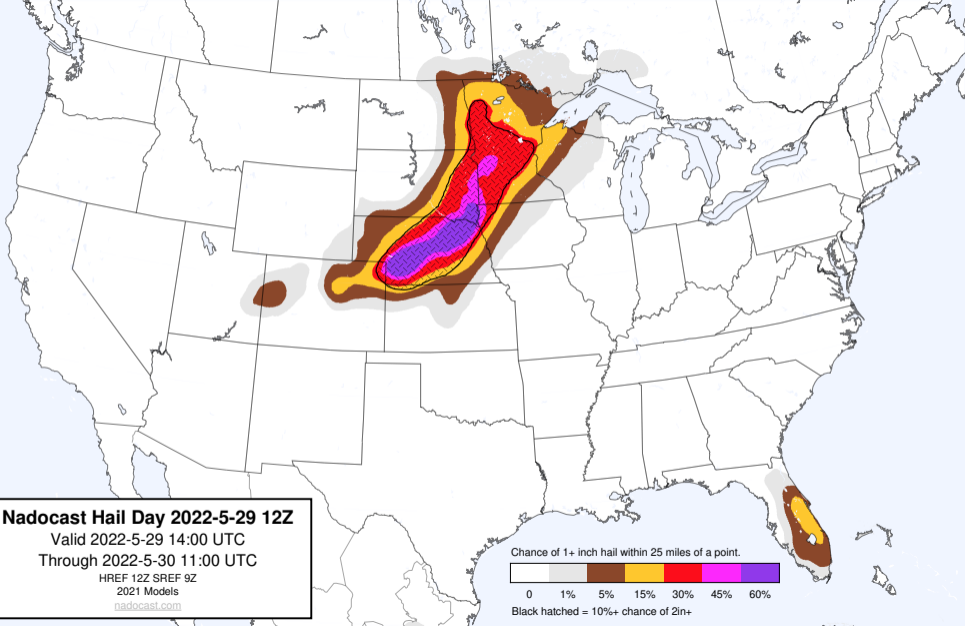 Nadocast Hail Day 2022-5-29 12Z
Valid 2022-5-29 14:00 UTC
Through 2022-5-30 11:00 UTC
HREF 12Z SREF 9Z
2021 Models
nadocast.com
Chance of 1+ inch hail within 25 miles of a point.
0 1% 5% 15% 30% 45% 60%
Black hatched = 10%+ chance of 2in+